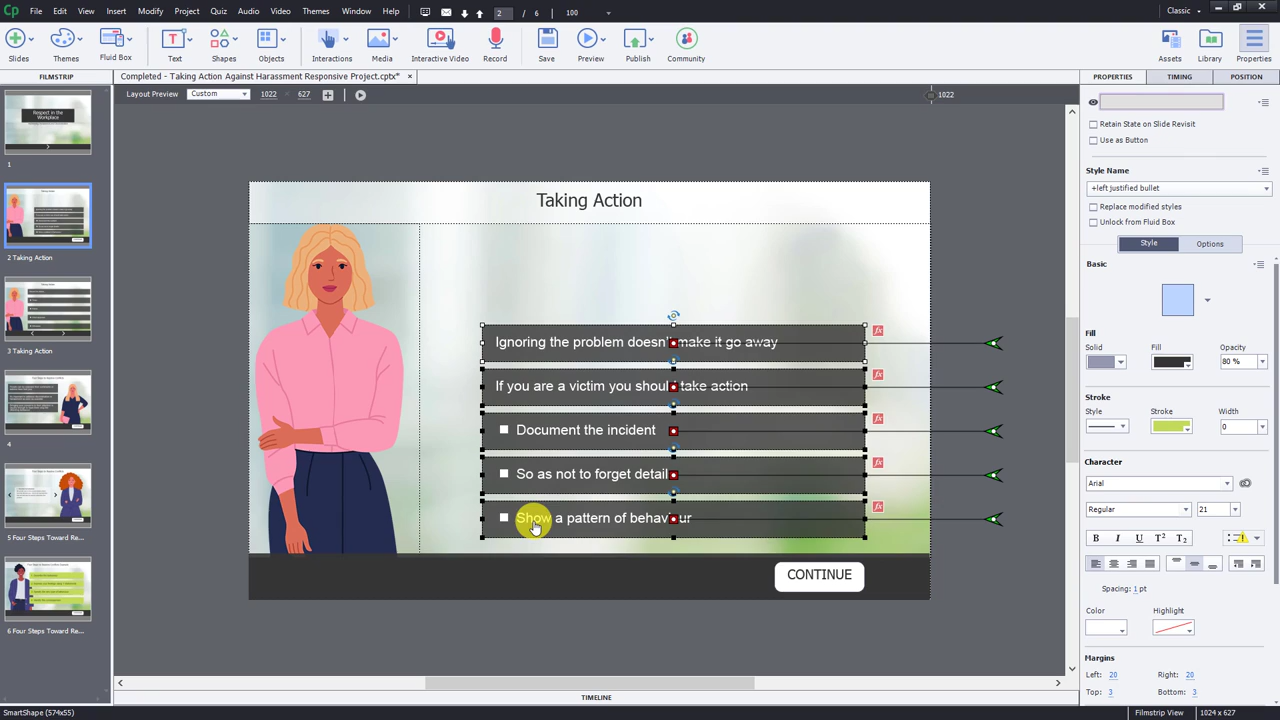 Cp File Edit Insert Modify Project Quiz Audio Video Themes Window Help 2 / 6 100 Classic
Slides Themes Fluid Box Text Shapes Objects Interactions Media Interactive Video Record Save Preview Publish Community Assets Library Properties
FILMSTRIP Completed - Taking Action Against Harassment Responsive Project.cptx*
PROPERTIES TIMING POSITION
Layout Preview Custom 1022 627 1022
Respect in the Workplace
1
2 Taking Action
3 Taking Action
4
5 Four Steps Toward Re...
6 Four Steps Toward Re...
Taking Action
Ignoring the problem doesn't make it go away
If you are a victim you should take action
Document the incident
So as not to forget detail
Show a pattern of behaviour
CONTINUE
Retain State on Slide Revisit
Use as Button
Style Name
+left justified bullet
Replace modified styles
Unlock from Fluid Box
Style Options
Basic
Fill
Solid Fill Opacity
80 %
Stroke
Style Stroke Width
0
Character
Arial
Regular 21
B I U T² T₂
Spacing: 1 pt
Color Highlight
Margins
Left: 20 Right: 20
Top: 3 Bottom: 3
TIMELINE
SmartShape (574x55) Filmstrip View 1024 x 627